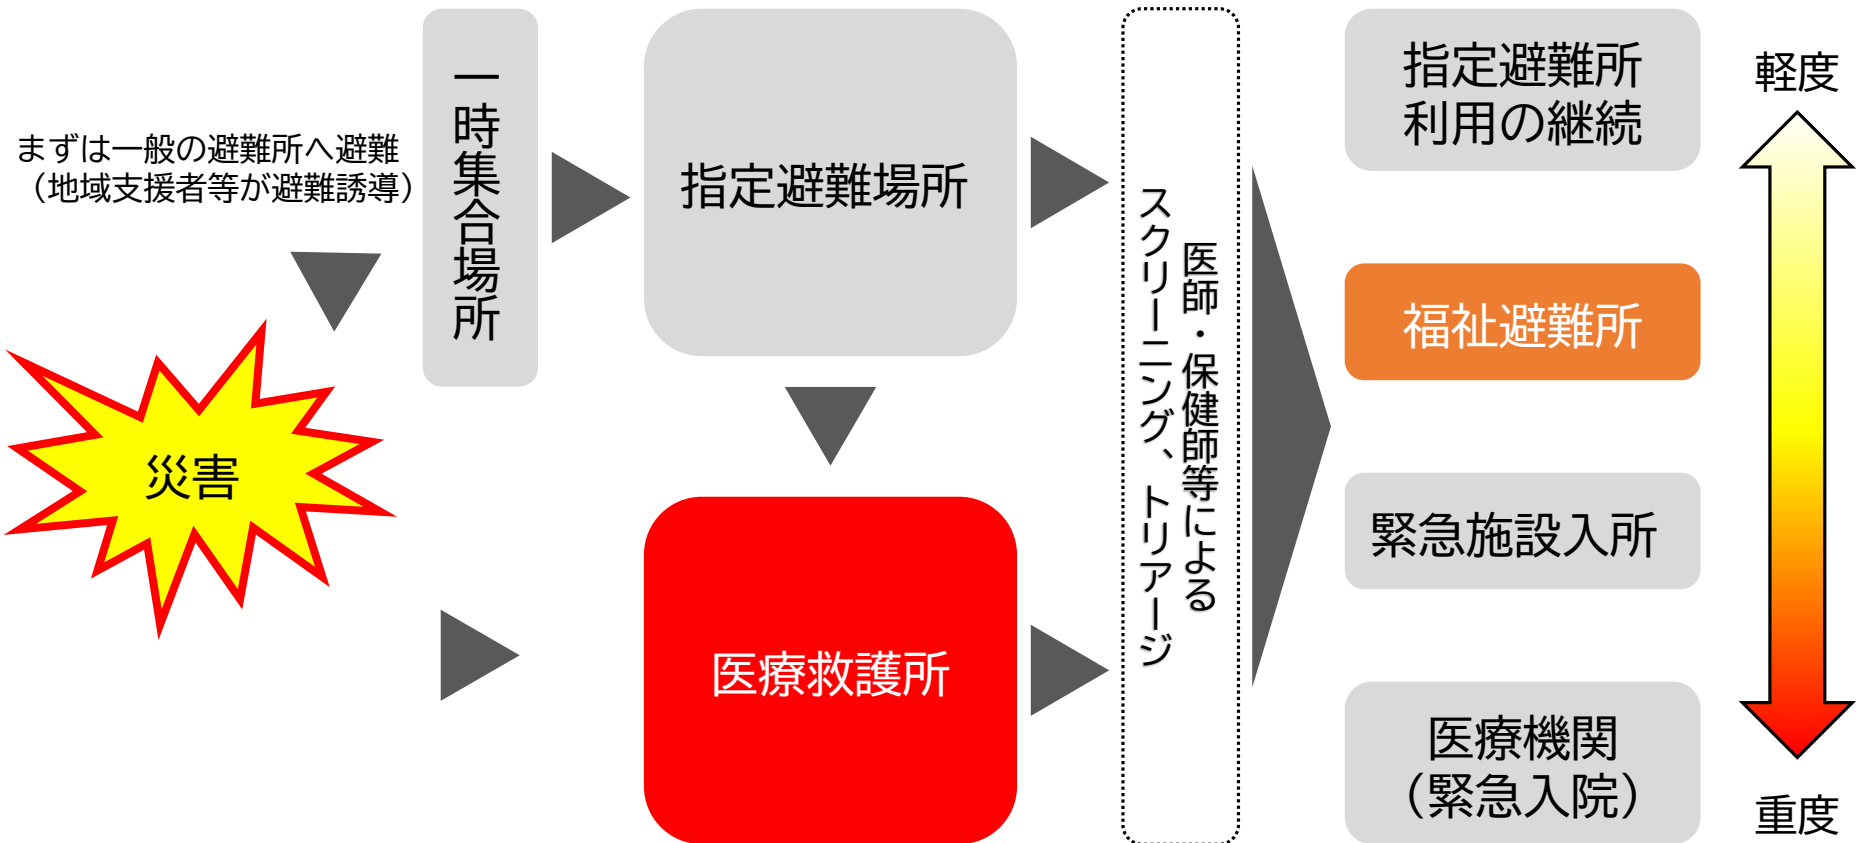 まずは一般の避難所へ避難
（地域支援者等が避難誘導）
災害
一時集合場所
指定避難場所
医療救護所
医師・保健師等による
スクリーニング、トリアージ
指定避難所
利用の継続
福祉避難所
緊急施設入所
医療機関
（緊急入院）
軽度
重度